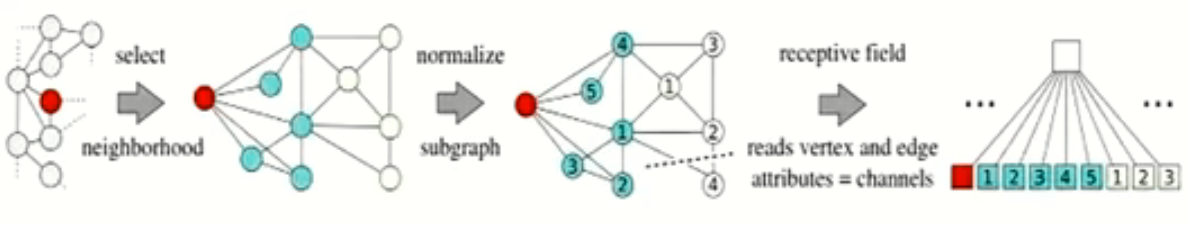 select
neighborhood
normalize
subgraph
4
3
5
1
1
2
3
2
4
receptive field
reads vertex and edge
attributes = channels
...
...
1 2 3 4 5 1 2 3